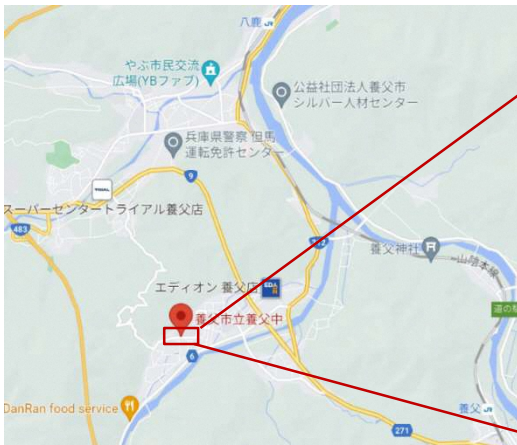 八鹿
やぶ市民交流
広場(YBファブ)
公益社団法人養父市
シルバー人材センター
兵庫県警察 但馬
運転免許センター
9
TRIAL
スーパーセンタートライアル養父店
483
312
養父神社
山陰本線
道の駅
エディオン 養父店
養父市立養父中
6
DanRan food service
養父
271